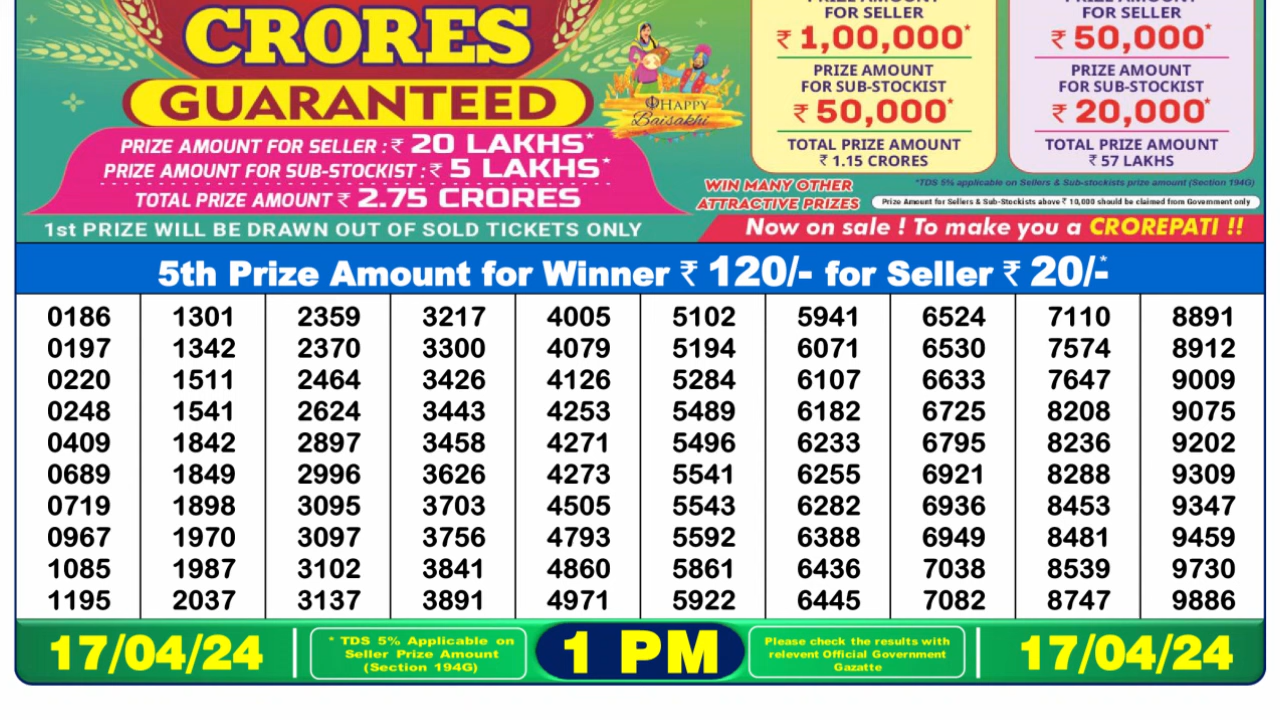 CRORES
GUARANTEED
PRIZE AMOUNT FOR SELLER : ₹ 20 LAKHS*
PRIZE AMOUNT FOR SUB-STOCKIST : ₹ 5 LAKHS*
TOTAL PRIZE AMOUNT ₹ 2.75 CRORES
1st PRIZE WILL BE DRAWN OUT OF SOLD TICKETS ONLY
HAPPY
Baisakhi
FOR SELLER
₹ 1,00,000*
PRIZE AMOUNT
FOR SUB-STOCKIST
₹ 50,000*
TOTAL PRIZE AMOUNT
₹ 1.15 CRORES
FOR SELLER
₹ 50,000*
PRIZE AMOUNT
FOR SUB-STOCKIST
₹ 20,000*
TOTAL PRIZE AMOUNT
₹ 57 LAKHS
WIN MANY OTHER
ATTRACTIVE PRIZES
*TDS 5% applicable on Sellers & Sub-stockists prize amount (Section 194G)
Prize Amount for Sellers & Sub-Stockists above ₹ 10,000 should be claimed from Government only
Now on sale ! To make you a CROREPATI !!
5th Prize Amount for Winner ₹ 120/- for Seller ₹ 20/-*
0186 1301 2359 3217 4005 5102 5941 6524 7110 8891
0197 1342 2370 3300 4079 5194 6071 6530 7574 8912
0220 1511 2464 3426 4126 5284 6107 6633 7647 9009
0248 1541 2624 3443 4253 5489 6182 6725 8208 9075
0409 1842 2897 3458 4271 5496 6233 6795 8236 9202
0689 1849 2996 3626 4273 5541 6255 6921 8288 9309
0719 1898 3095 3703 4505 5543 6282 6936 8453 9347
0967 1970 3097 3756 4793 5592 6388 6949 8481 9459
1085 1987 3102 3841 4860 5861 6436 7038 8539 9730
1195 2037 3137 3891 4971 5922 6445 7082 8747 9886
17/04/24
* TDS 5% Applicable on
Seller Prize Amount
(Section 194G)
1 PM
Please check the results with
relevent Official Government
Gazatte
17/04/24